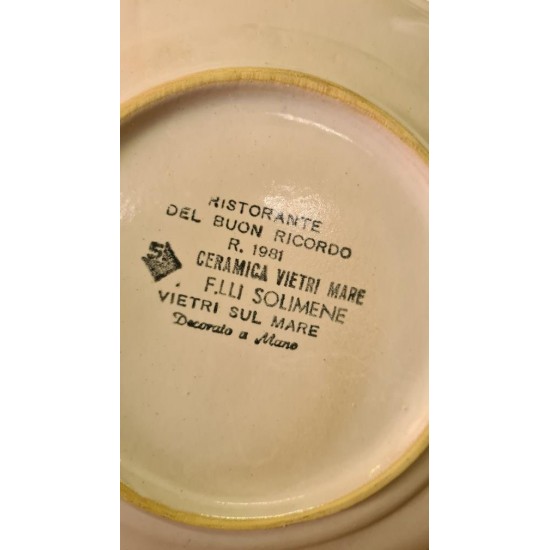 RISTORANTE
DEL BUON RICORDO
R. 1981
CERAMICA VIETRI MARE
F.LLI SOLIMENE
VIETRI SUL MARE
Decorato a Mano